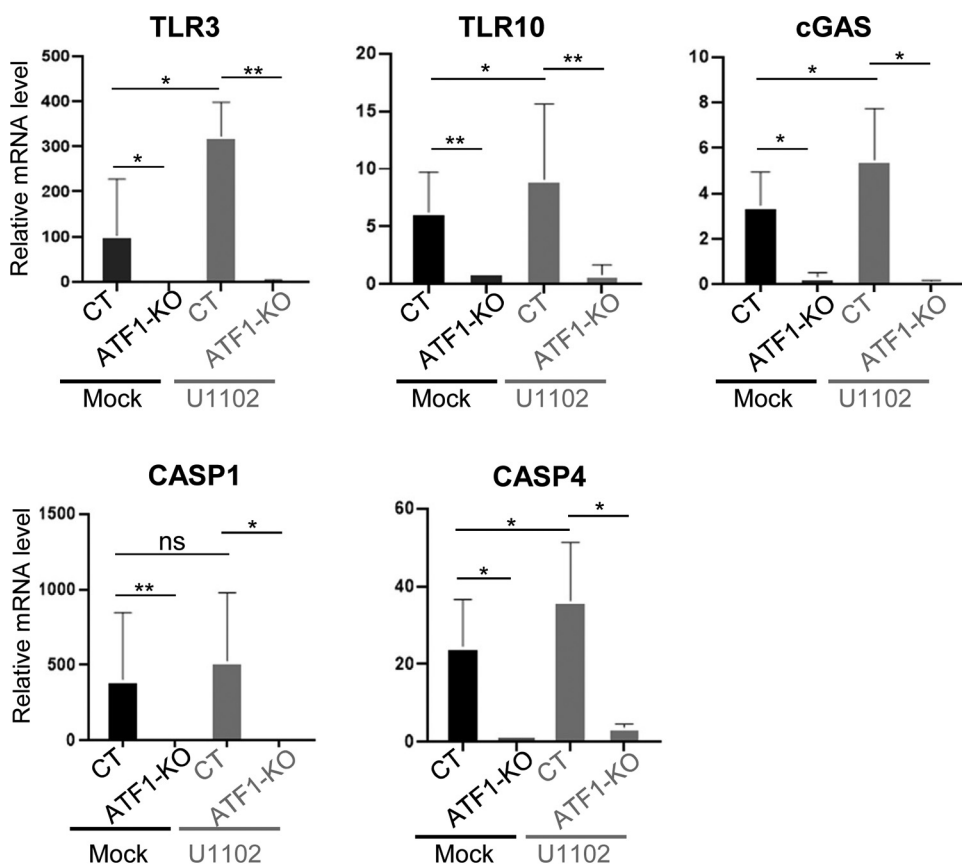 TLR3
TLR10
cGAS
Relative mRNA level
500
400
300
200
100
0
*
**
*
CT
ATF1-KO
CT
ATF1-KO
Mock
U1102
20
15
10
5
0
*
**
**
CT
ATF1-KO
CT
ATF1-KO
Mock
U1102
10
8
6
4
2
0
*
*
*
CT
ATF1-KO
CT
ATF1-KO
Mock
U1102
CASP1
CASP4
Relative mRNA level
1500
1000
500
0
ns
*
**
CT
ATF1-KO
CT
ATF1-KO
Mock
U1102
60
40
20
0
*
*
*
CT
ATF1-KO
CT
ATF1-KO
Mock
U1102